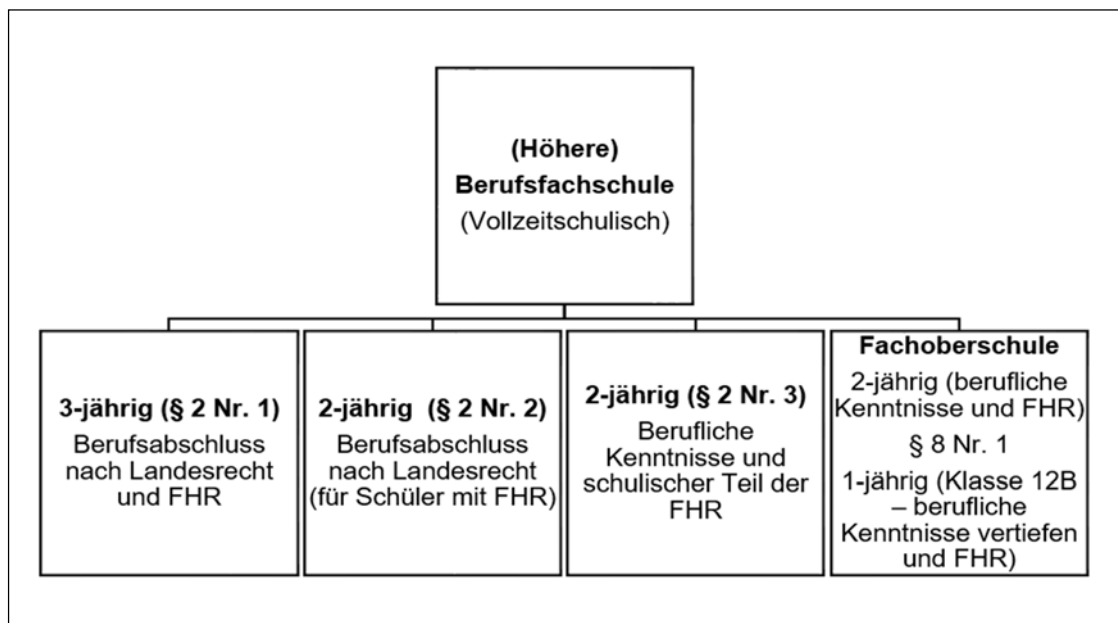 (Höhere)
Berufsfachschule
(Vollzeitschulisch)
3-jährig (§ 2 Nr. 1)
Berufsabschluss
nach Landesrecht
und FHR
2-jährig (§ 2 Nr. 2)
Berufsabschluss
nach Landesrecht
(für Schüler mit FHR)
2-jährig (§ 2 Nr. 3)
Berufliche
Kenntnisse und
schulischer Teil der
FHR
Fachoberschule
2-jährig (berufliche
Kenntnisse und FHR)
§ 8 Nr. 1
1-jährig (Klasse 12B
– berufliche
Kenntnisse vertiefen
und FHR)